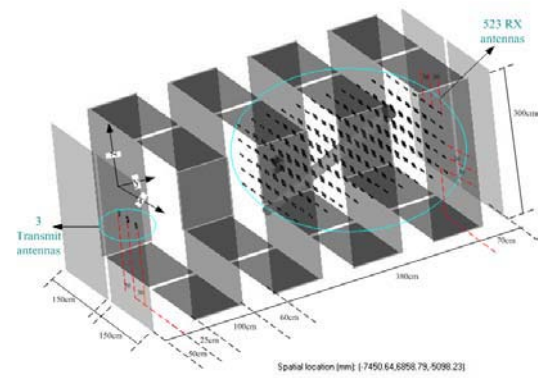 523 RX
antennas
300cm
3
Transmit
antennas
70cm
380cm
60cm
100cm
25cm
50cm
150cm
150cm
Spatial location [mm]: [-7450.64,6858.79,-5098.23]